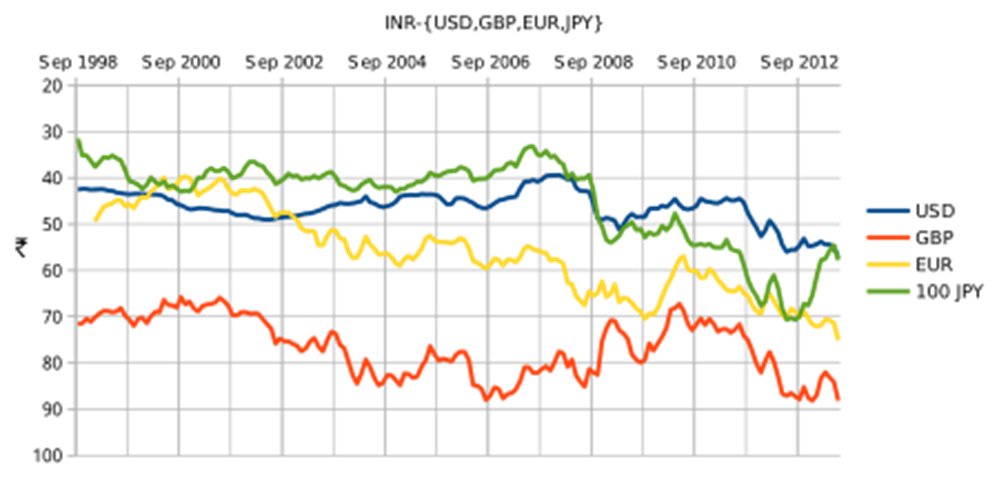 INR-{USD,GBP,EUR,JPY}
Sep 1998 Sep 2000 Sep 2002 Sep 2004 Sep 2006 Sep 2008 Sep 2010 Sep 2012
20
30
40
50
60
70
80
90
100
₹
USD
GBP
EUR
100 JPY